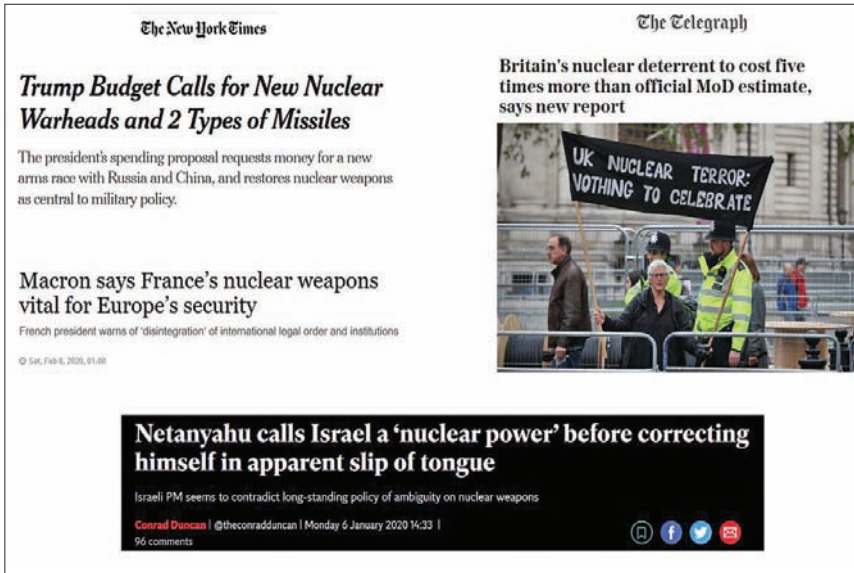 The New York Times
Trump Budget Calls for New Nuclear
Warheads and 2 Types of Missiles
The president's spending proposal requests money for a new
arms race with Russia and China, and restores nuclear weapons
as central to military policy.
Macron says France's nuclear weapons
vital for Europe's security
French president warns of 'disintegration' of international legal order and institutions
Sat, Feb 8, 2020, 01:00
The Telegraph
Britain's nuclear deterrent to cost five
times more than official MoD estimate,
says new report
UK NUCLEAR TERROR:
NOTHING TO CELEBRATE
Netanyahu calls Israel a 'nuclear power' before correcting
himself in apparent slip of tongue
Israeli PM seems to contradict long-standing policy of ambiguity on nuclear weapons
Conrad Duncan | @theconradduncan | Monday 6 January 2020 14:33 |
96 comments